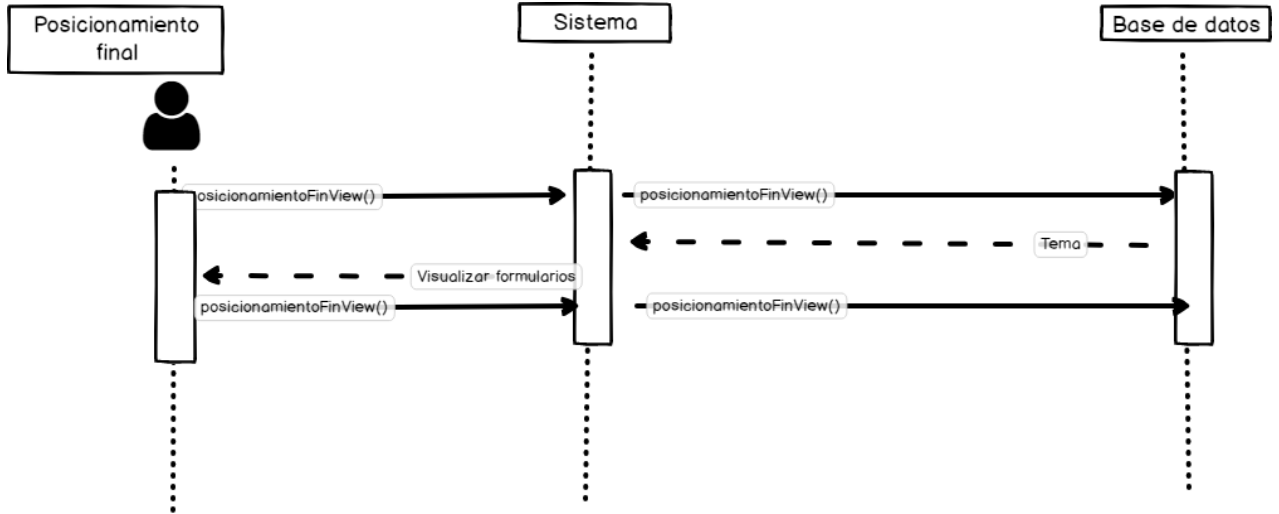 Posicionamiento
final
Sistema
Base de datos
posicionamientoFinView()
posicionamientoFinView()
Tema
Visualizar formularios
posicionamientoFinView()
posicionamientoFinView()